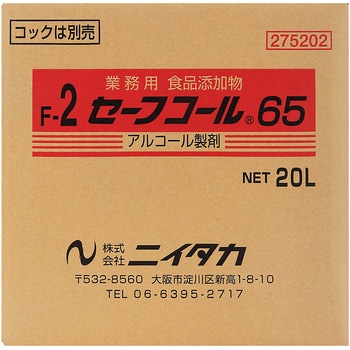 コックは別売
275202
業務用 食品添加物
F-2 セーフコール® 65
アルコール製剤
NET 20L
株式会社 ニイタカ
〒532-8560 大阪市淀川区新高1-8-10
TEL 06-6395-2717